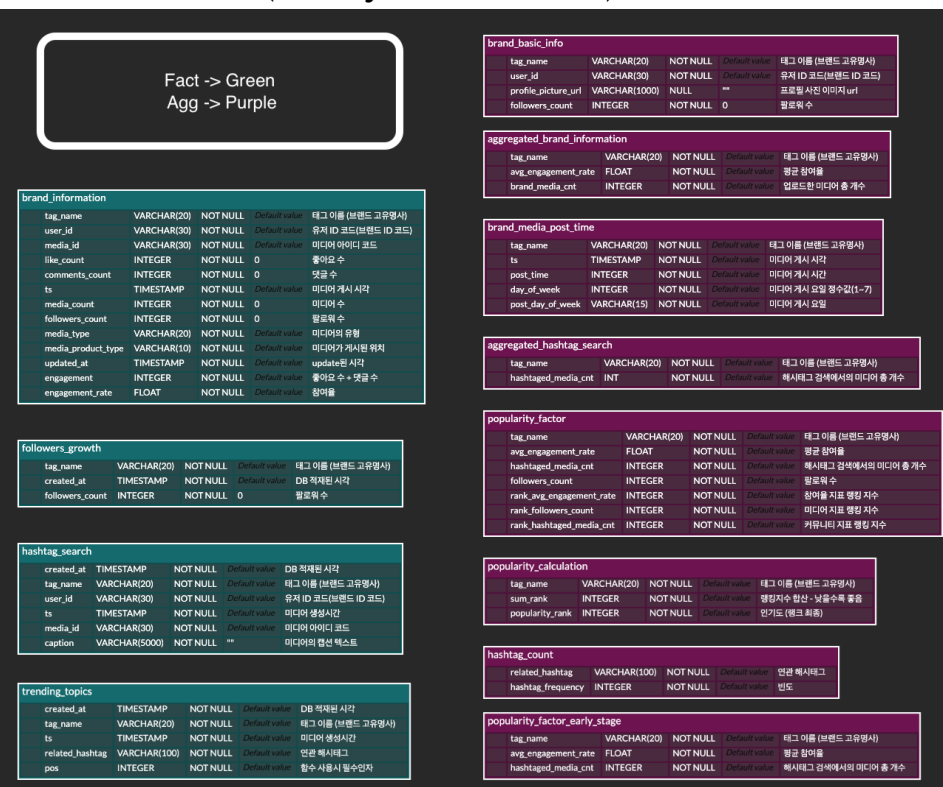 Fact -> Green
Agg -> Purple
brand_information
tag_name VARCHAR(20) NOT NULL Default value 태그 이름 (브랜드 고유명사)
user_id VARCHAR(30) NOT NULL Default value 유저 ID 코드(브랜드 ID 코드)
media_id VARCHAR(30) NOT NULL Default value 미디어 아이디 코드
like_count INTEGER NOT NULL 0 좋아요 수
comments_count INTEGER NOT NULL 0 댓글 수
ts TIMESTAMP NOT NULL Default value 미디어 게시 시각
media_count INTEGER NOT NULL 0 미디어 수
followers_count INTEGER NOT NULL 0 팔로워 수
media_type VARCHAR(20) NOT NULL Default value 미디어의 유형
media_product_type VARCHAR(10) NOT NULL Default value 미디어가 게시된 위치
updated_at TIMESTAMP NOT NULL Default value update된 시각
engagement INTEGER NOT NULL Default value 좋아요 수 + 댓글 수
engagement_rate FLOAT NOT NULL Default value 참여율
followers_growth
tag_name VARCHAR(20) NOT NULL Default value 태그 이름 (브랜드 고유명사)
created_at TIMESTAMP NOT NULL Default value DB 적재된 시각
followers_count INTEGER NOT NULL 0 팔로워 수
hashtag_search
created_at TIMESTAMP NOT NULL Default value DB 적재된 시각
tag_name VARCHAR(20) NOT NULL Default value 태그 이름 (브랜드 고유명사)
user_id VARCHAR(30) NOT NULL Default value 유저 ID 코드(브랜드 ID 코드)
ts TIMESTAMP NOT NULL Default value 미디어 생성시간
media_id VARCHAR(30) NOT NULL Default value 미디어 아이디 코드
caption VARCHAR(5000) NOT NULL "" 미디어의 캡션 텍스트
trending_topics
created_at TIMESTAMP NOT NULL Default value DB 적재된 시각
tag_name VARCHAR(20) NOT NULL Default value 태그 이름 (브랜드 고유명사)
ts TIMESTAMP NOT NULL Default value 미디어 생성시간
related_hashtag VARCHAR(100) NOT NULL Default value 연관 해시태그
pos INTEGER NOT NULL Default value 함수 사용시 필수인자
brand_basic_info
tag_name VARCHAR(20) NOT NULL Default value 태그 이름 (브랜드 고유명사)
user_id VARCHAR(30) NOT NULL Default value 유저 ID 코드(브랜드 ID 코드)
profile_picture_url VARCHAR(1000) NULL "" 프로필 사진 이미지 url
followers_count INTEGER NOT NULL 0 팔로워 수
aggregated_brand_information
tag_name VARCHAR(20) NOT NULL Default value 태그 이름 (브랜드 고유명사)
avg_engagement_rate FLOAT NOT NULL Default value 평균 참여율
brand_media_cnt INTEGER NOT NULL Default value 업로드한 미디어 총 개수
brand_media_post_time
tag_name VARCHAR(20) NOT NULL Default value 태그 이름 (브랜드 고유명사)
ts TIMESTAMP NOT NULL Default value 미디어 게시 시각
post_time INTEGER NOT NULL Default value 미디어 게시 시간
day_of_week INTEGER NOT NULL Default value 미디어 게시 요일 정수값(1~7)
post_day_of_week VARCHAR(15) NOT NULL Default value 미디어 게시 요일
aggregated_hashtag_search
tag_name VARCHAR(20) NOT NULL Default value 태그 이름 (브랜드 고유명사)
hashtaged_media_cnt INT NOT NULL Default value 해시태그 검색에서의 미디어 총 개수
popularity_factor
tag_name VARCHAR(20) NOT NULL Default value 태그 이름 (브랜드 고유명사)
avg_engagement_rate FLOAT NOT NULL Default value 평균 참여율
hashtaged_media_cnt INTEGER NOT NULL Default value 해시태그 검색에서의 미디어 총 개수
followers_count INTEGER NOT NULL Default value 팔로워 수
rank_avg_engagement_rate INTEGER NOT NULL Default value 참여율 지표 랭킹 지수
rank_followers_count INTEGER NOT NULL Default value 미디어 지표 랭킹 지수
rank_hashtaged_media_cnt INTEGER NOT NULL Default value 커뮤니티 지표 랭킹 지수
popularity_calculation
tag_name VARCHAR(20) NOT NULL Default value 태그 이름 (브랜드 고유명사)
sum_rank INTEGER NOT NULL Default value 랭킹지수 합산 - 낮을수록 좋음
popularity_rank INTEGER NOT NULL Default value 인기도 (랭크 최종)
hashtag_count
related_hashtag VARCHAR(100) NOT NULL Default value 연관 해시태그
hashtag_frequency INTEGER NOT NULL Default value 빈도
popularity_factor_early_stage
tag_name VARCHAR(20) NOT NULL Default value 태그 이름 (브랜드 고유명사)
avg_engagement_rate FLOAT NOT NULL Default value 평균 참여율
hashtaged_media_cnt INTEGER NOT NULL Default value 해시태그 검색에서의 미디어 총 개수